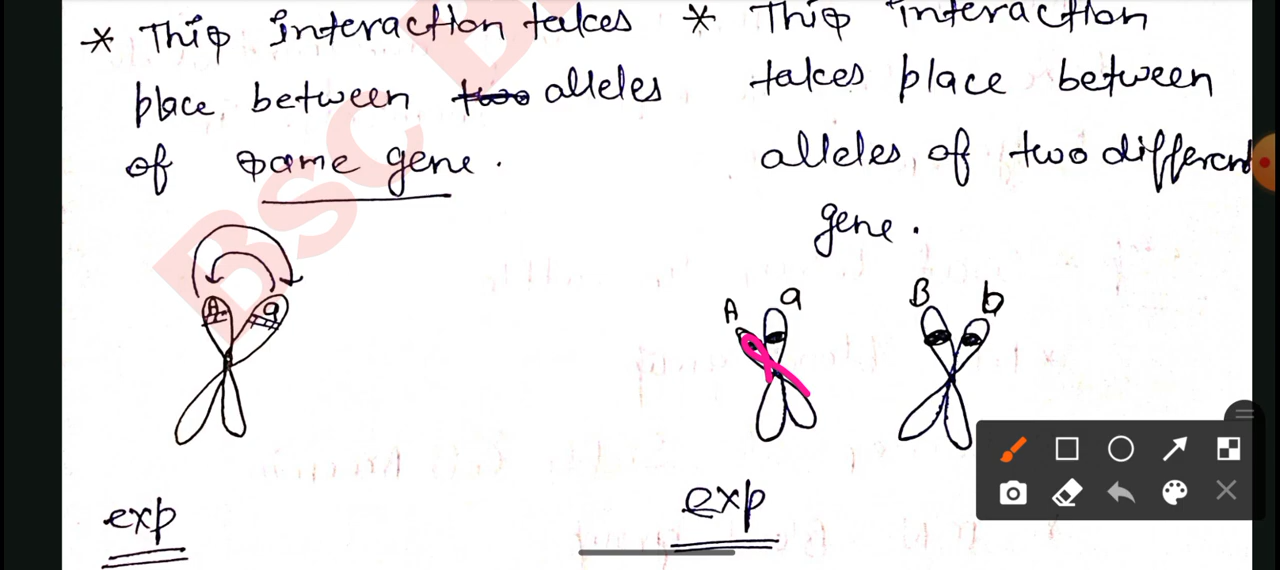 * This interaction takes
place between two alleles
of same gene.
A a
exp
* This interaction
takes place between
alleles of two different
gene.
A a B b
exp
BSC B